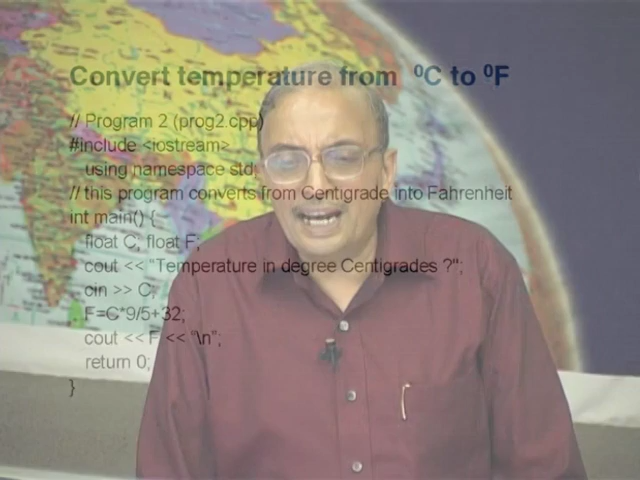 Convert temperature from ⁰C to ⁰F
// Program 2 (prog2.cpp)
#include <iostream>
using namespace std;
// this program converts from Centigrade into Fahrenheit
int main() {
float C, float F;
cout << "Temperature in degree Centigrades ?";
cin >> C;
F=C*9/5+32;
cout << F << "\n";
return 0;
}